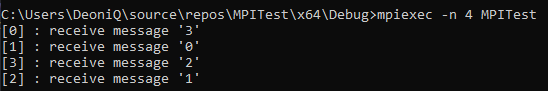 C:\Users\DeoniQ\source\repos\MPITest\x64\Debug>mpiexec -n 4 MPITest
[0] : receive message '3'
[1] : receive message '0'
[3] : receive message '2'
[2] : receive message '1'